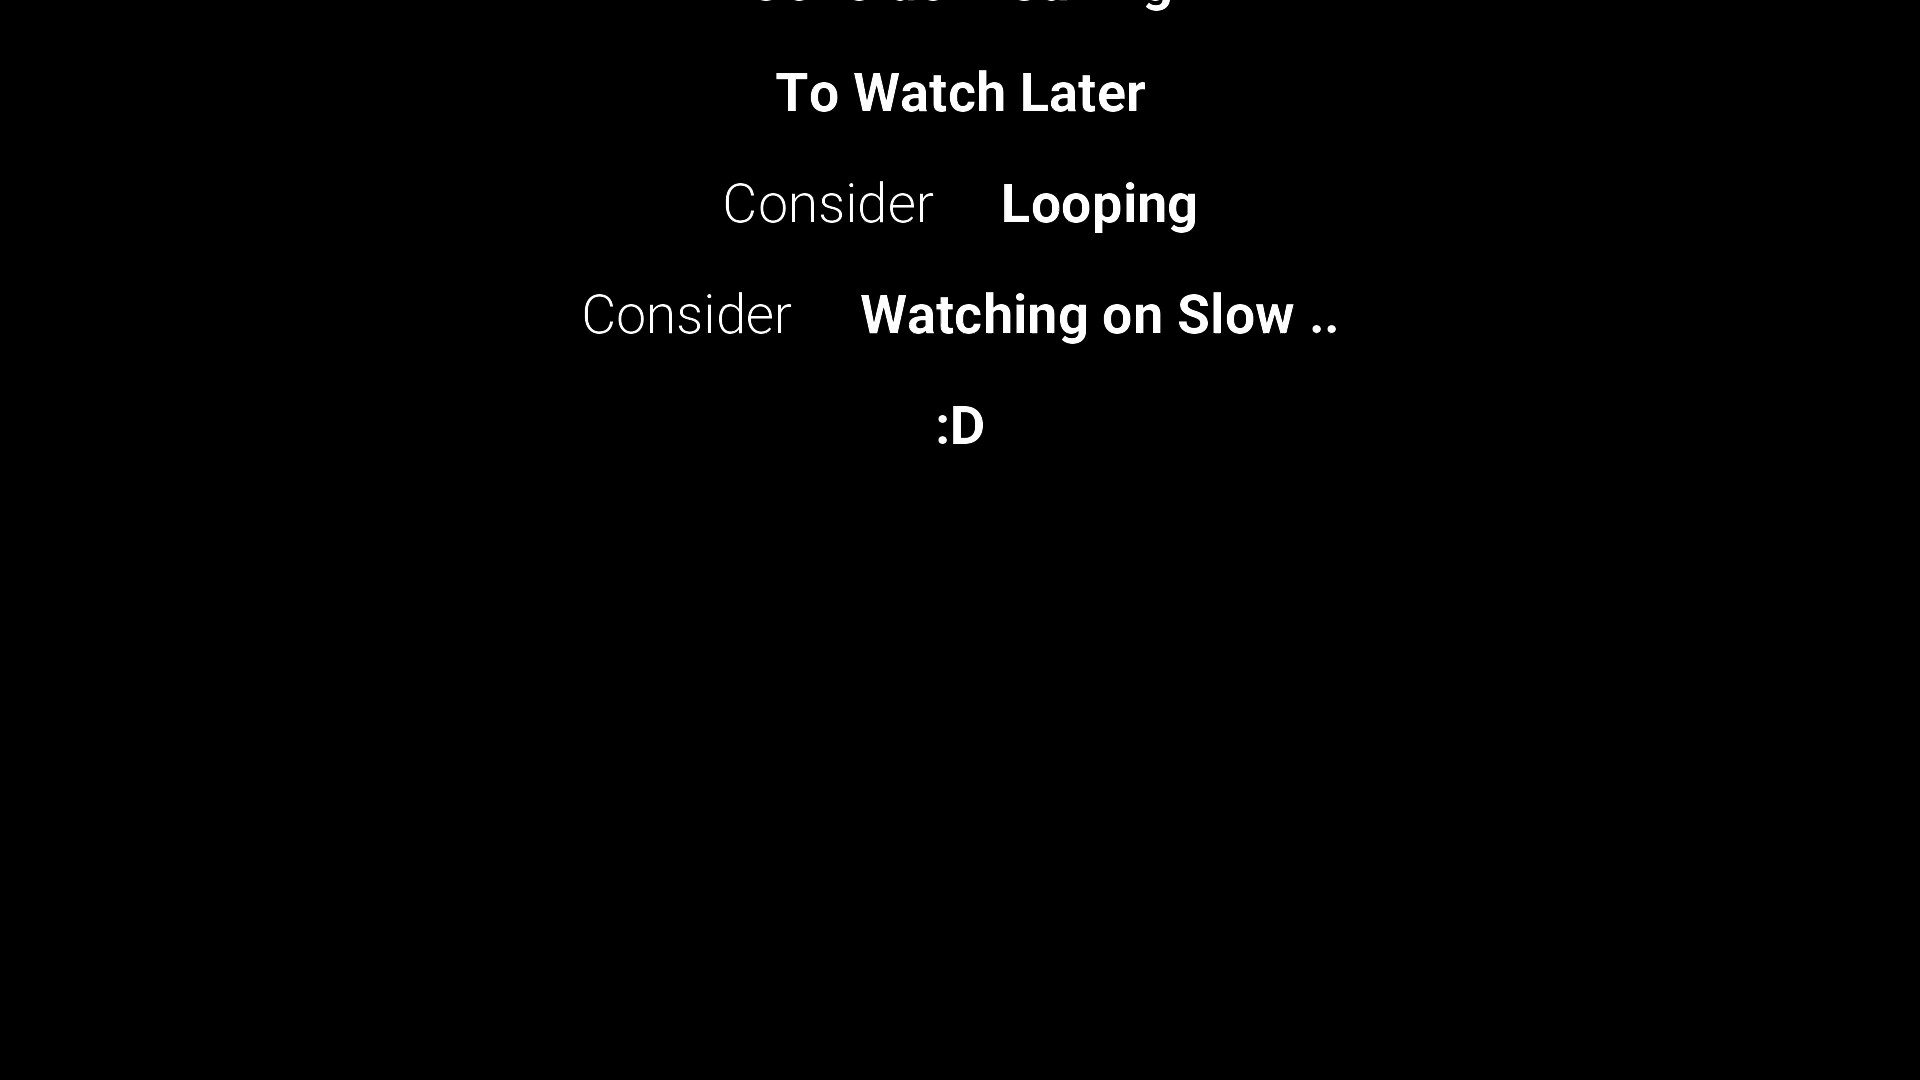 To Watch Later
Consider Looping
Consider Watching on Slow ..
:D